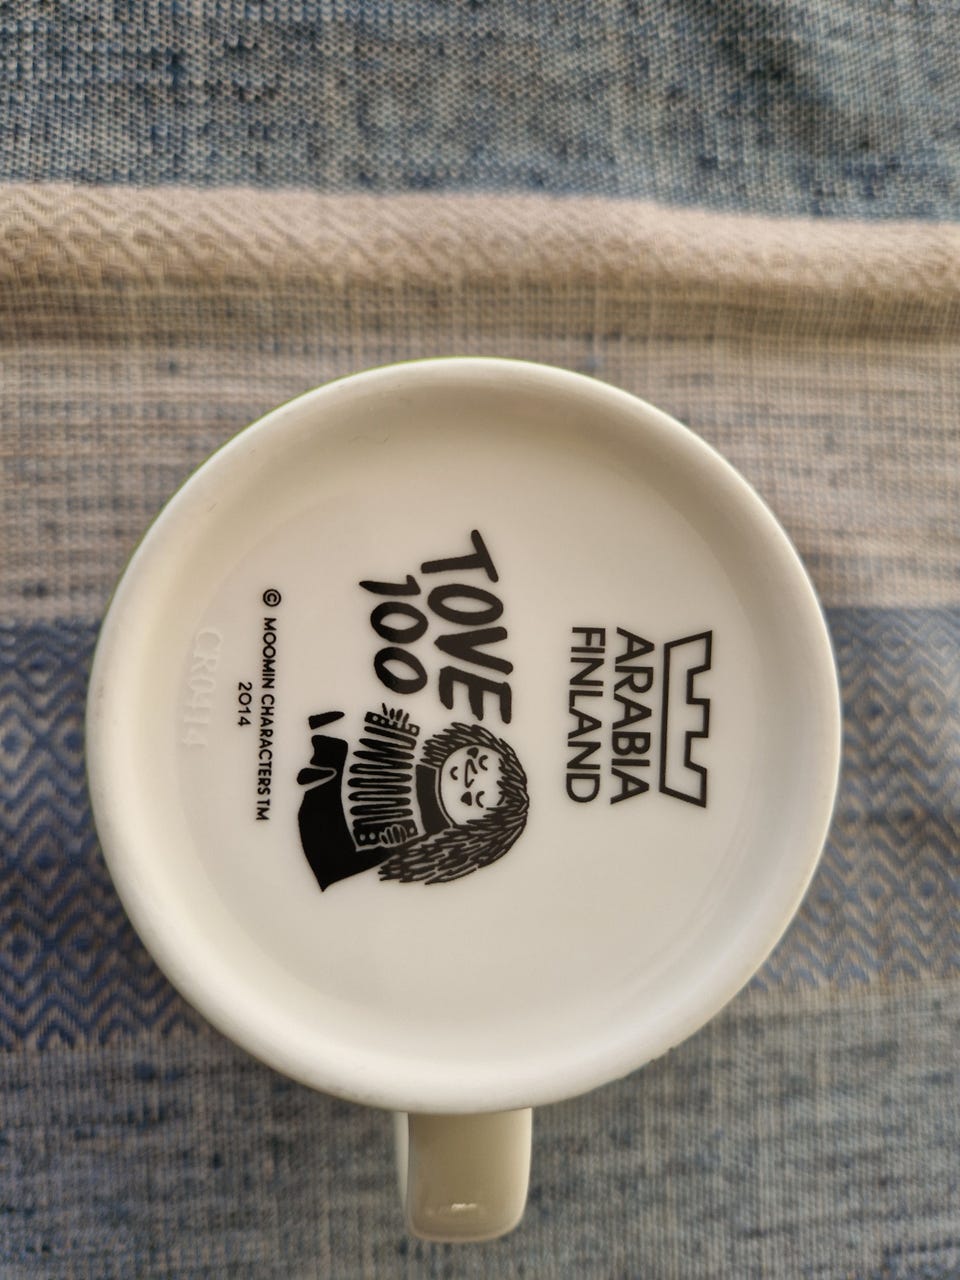 ARABIA
FINLAND
TOVE
100
© MOOMIN CHARACTERS TM
2014